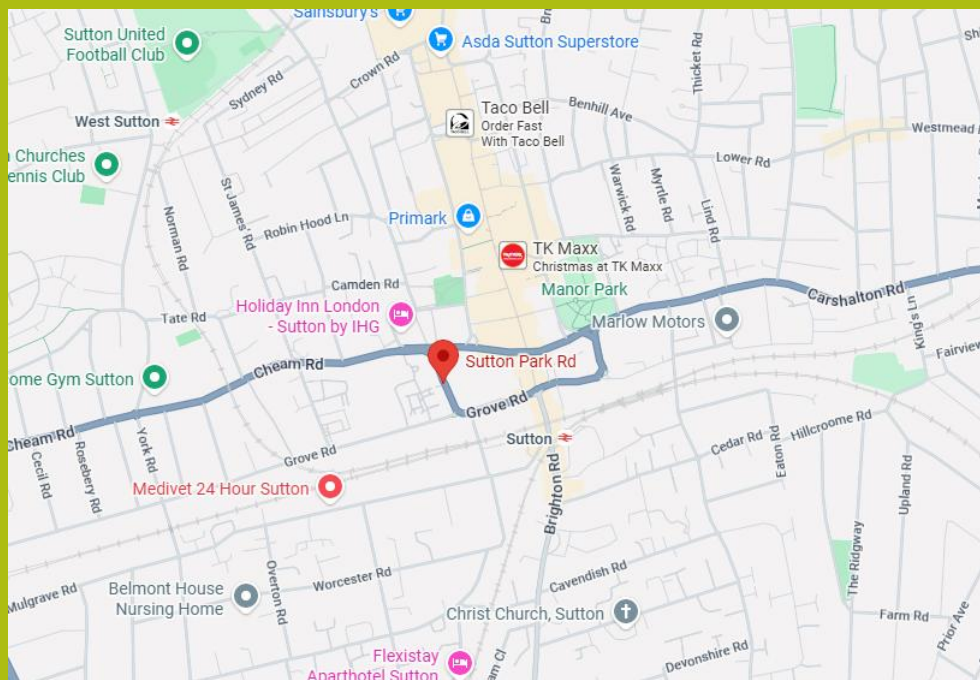 Sainsbury's
Sutton United
Football Club
Asda Sutton Superstore
Crown Rd
Sydney Rd
Thicket Rd
West Sutton
Taco Bell
Order Fast
With Taco Bell
Benhill Ave
Westmead
Lower Rd
Churches
ennis Club
St James' Rd
Norman Rd
Robin Hood Ln
Primark
Warwick Rd
Myrtle Rd
Lind Rd
TK Maxx
Christmas at TK Maxx
Manor Park
Camden Rd
Holiday Inn London
- Sutton by IHG
Tate Rd
Carshalton Rd
King's Ln
Marlow Motors
Fairview
Cheam Rd
Sutton Park Rd
ome Gym Sutton
Grove Rd
Cheam Rd
Sutton
Grove Rd
Cedar Rd
Eaton Rd
Hillcroome Rd
Cecil Rd
Rosebery Rd
York Rd
Medivet 24 Hour Sutton
Brighton Rd
Upland Rd
The Ridgway
Mulgrave Rd
Belmont House
Nursing Home
Overton Rd
Worcester Rd
Cavendish Rd
Christ Church, Sutton
Farm Rd
Prior Ave
Devonshire Rd
Flexistay
Aparthotel Sutton
am Cl